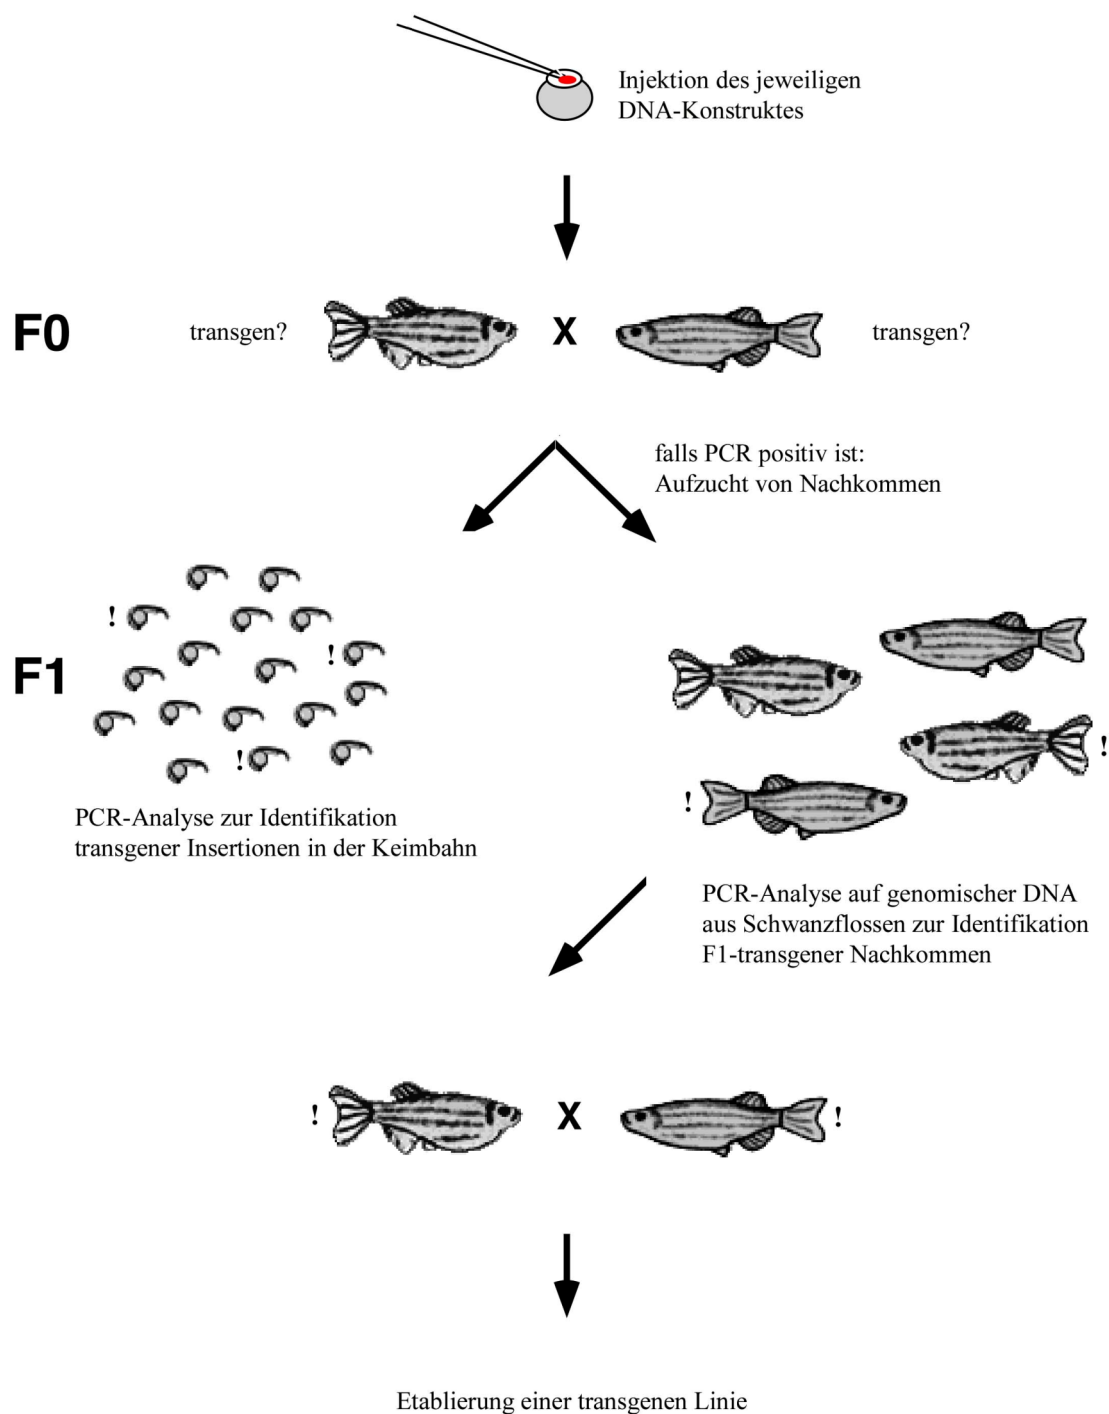 Injektion des jeweiligen
DNA-Konstruktes
F0
transgen?
X
transgen?
falls PCR positiv ist:
Aufzucht von Nachkommen
F1
!
!
!
!
!
PCR-Analyse zur Identifikation
transgener Insertionen in der Keimbahn
PCR-Analyse auf genomischer DNA
aus Schwanzflossen zur Identifikation
F1-transgener Nachkommen
!
X
!
Etablierung einer transgenen Linie